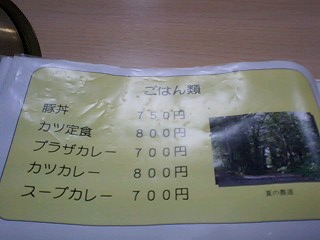 ごはん類
豚丼 750円
カツ定食 800円
プラザカレー 700円
カツカレー 800円
スープカレー 700円